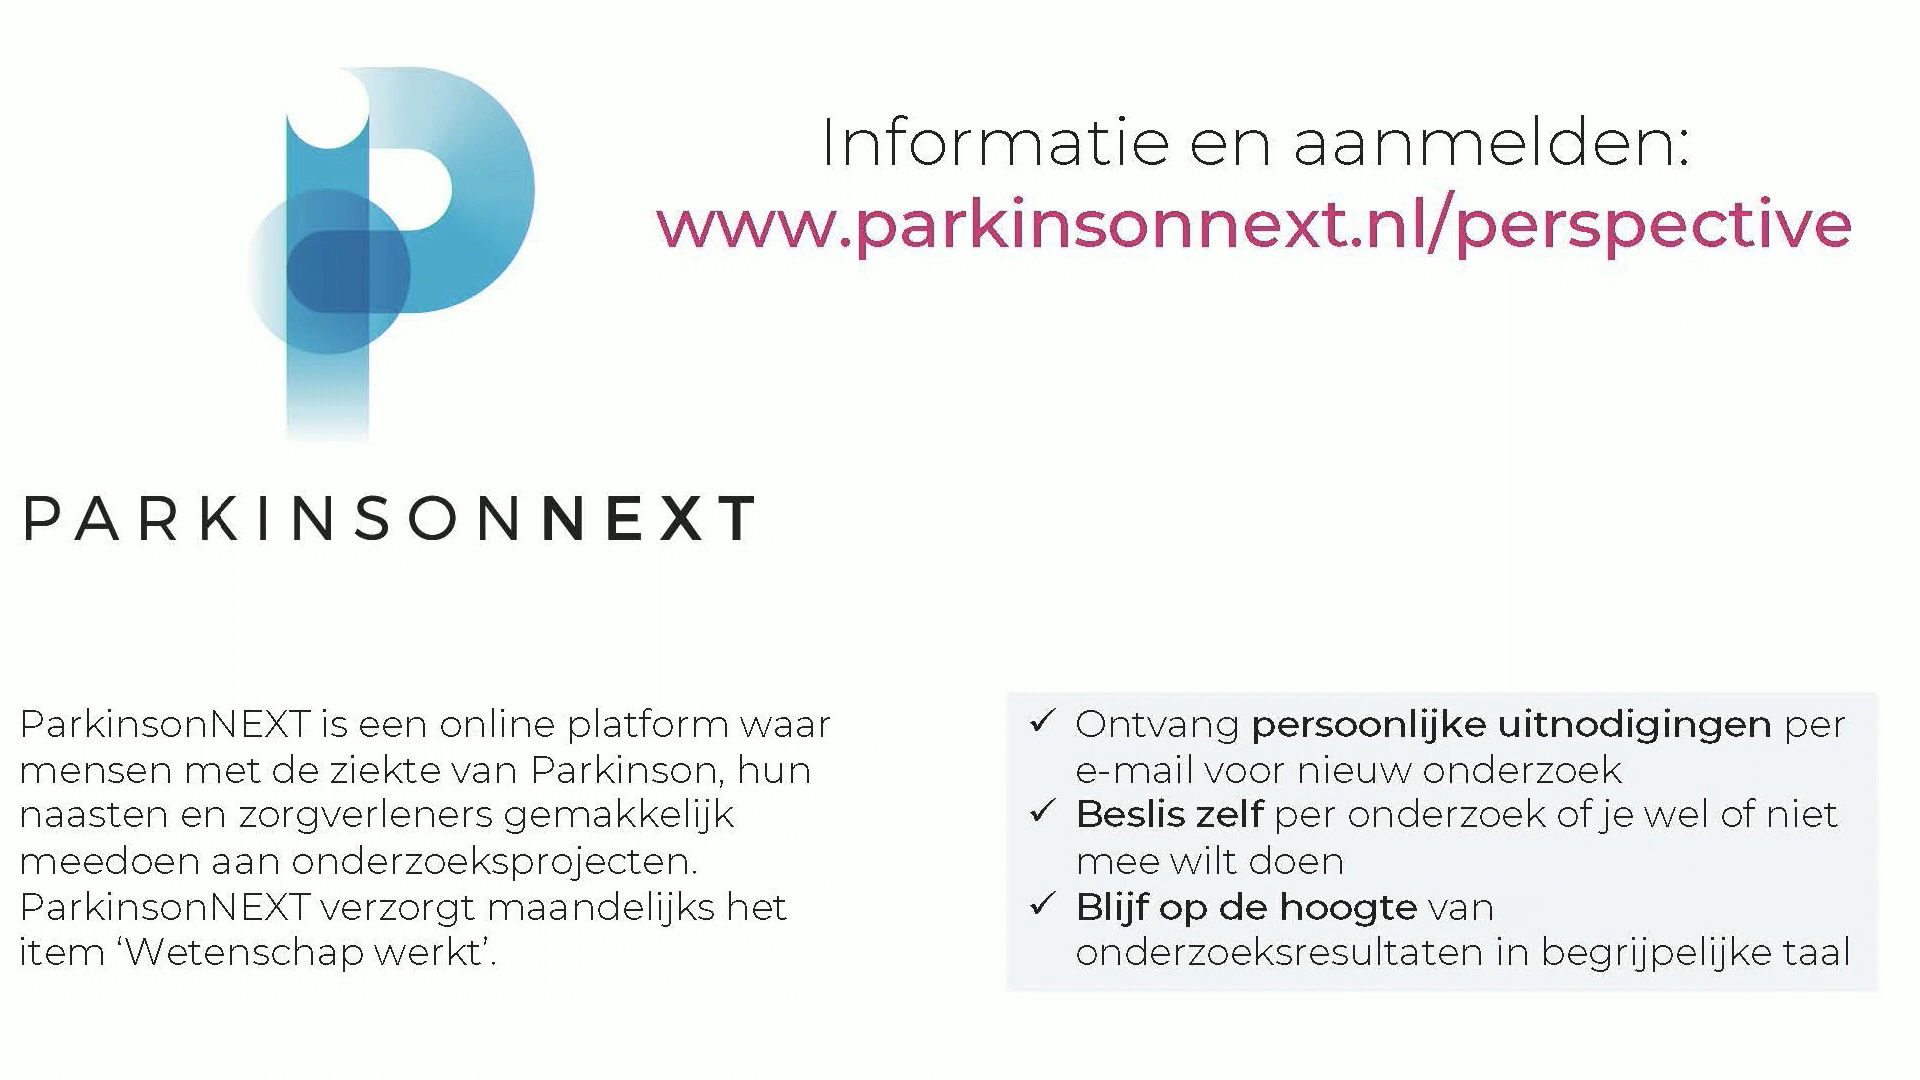 Informatie en aanmelden:
www.parkinsonnext.nl/perspective
PARKINSONNEXT
ParkinsonNEXT is een online platform waar
mensen met de ziekte van Parkinson, hun
naasten en zorgverleners gemakkelijk
meedoen aan onderzoeksprojecten.
ParkinsonNEXT verzorgt maandelijks het
item ‘Wetenschap werkt’.
✓ Ontvang persoonlijke uitnodigingen per
e-mail voor nieuw onderzoek
✓ Beslis zelf per onderzoek of je wel of niet
mee wilt doen
✓ Blijf op de hoogte van
onderzoeksresultaten in begrijpelijke taal